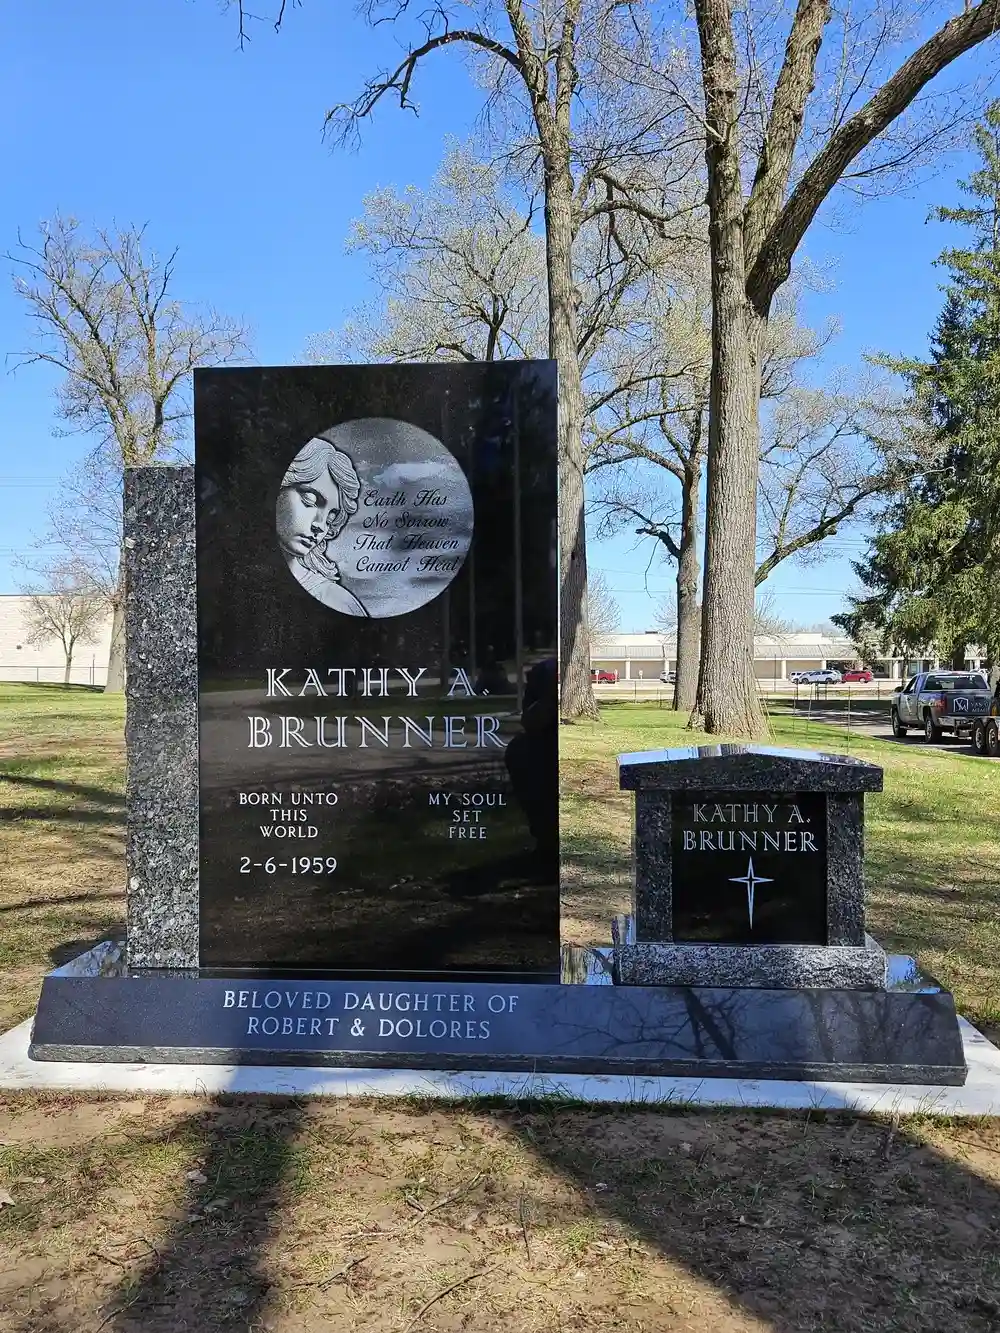 Earth Has
No Sorrow
That Heaven
Cannot Heal
KATHY A.
BRUNNER
BORN UNTO
THIS
WORLD
2-6-1959
MY SOUL
SET
FREE
KATHY A.
BRUNNER
BELOVED DAUGHTER OF
ROBERT & DOLORES